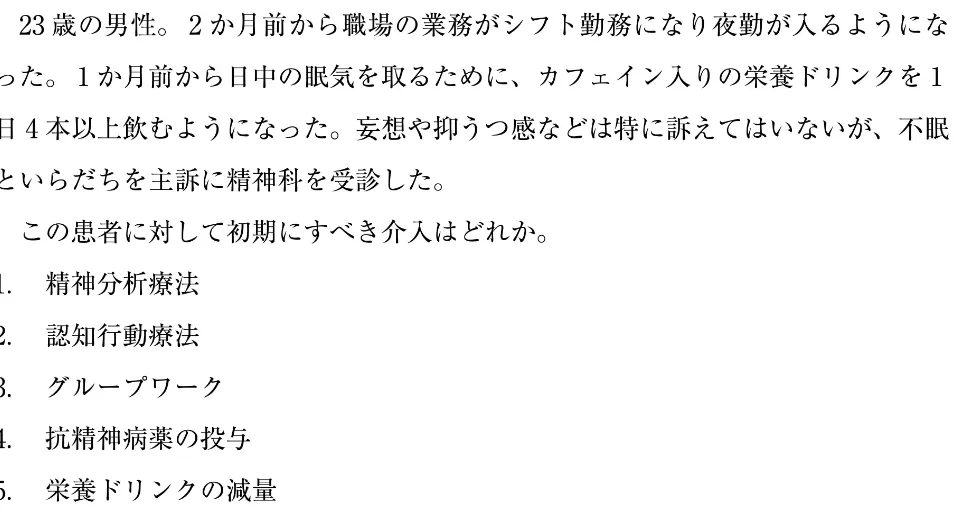 23歳の男性。２か月前から職場の業務がシフト勤務になり夜勤が入るようにな
った。１か月前から日中の眠気を取るために、カフェイン入りの栄養ドリンクを１
日４本以上飲むようになった。妄想や抑うつ感などは特に訴えてはいないが、不眠
といらだちを主訴に精神科を受診した。
この患者に対して初期にすべき介入はどれか。
1. 精神分析療法
2. 認知行動療法
3. グループワーク
4. 抗精神病薬の投与
5. 栄養ドリンクの減量